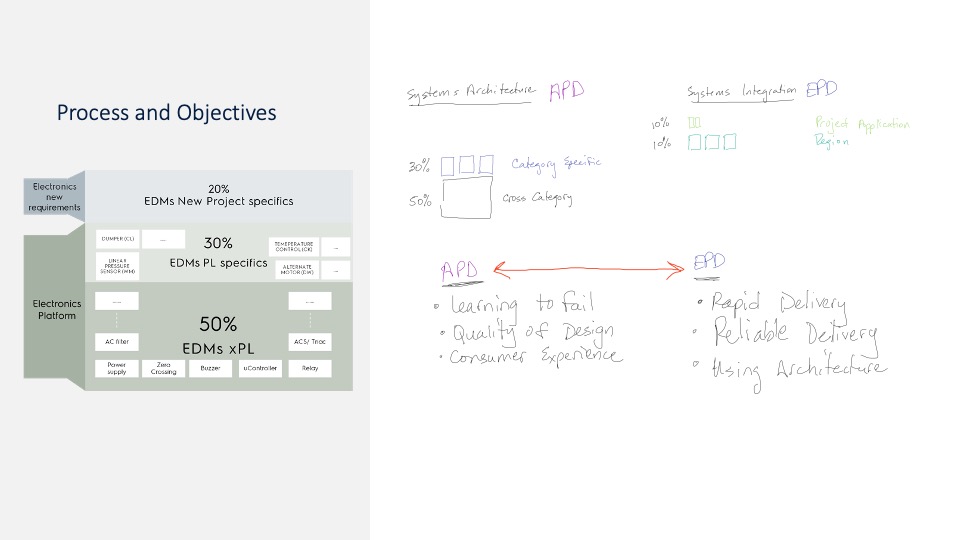 Process and Objectives
Electronics
new
requirements
20%
EDMs New Project specifics
DUMPER (CL)
....
30%
EDMs PL specifics
TEMEPERATURE
CONTROL (CK)
...
LINEAR
PRESSURE
SENSOR (WM)
ALTERNATE
MOTOR (DW)
...
Electronics
Platform
.... ...
.... ...
50%
EDMs xPL
AC filter
ACS/ Triac
Power
supply
Zero
Crossing
Buzzer
uController
Relay
Systems Architecture APD
30% Category Specific
50% Cross Category
Systems Integration EPD
10% Project Application
10% Region
APD
• Learning to fail
• Quality of Design
• Consumer Experience
EPD
• Rapid Delivery
• Reliable Delivery
• Using Architecture